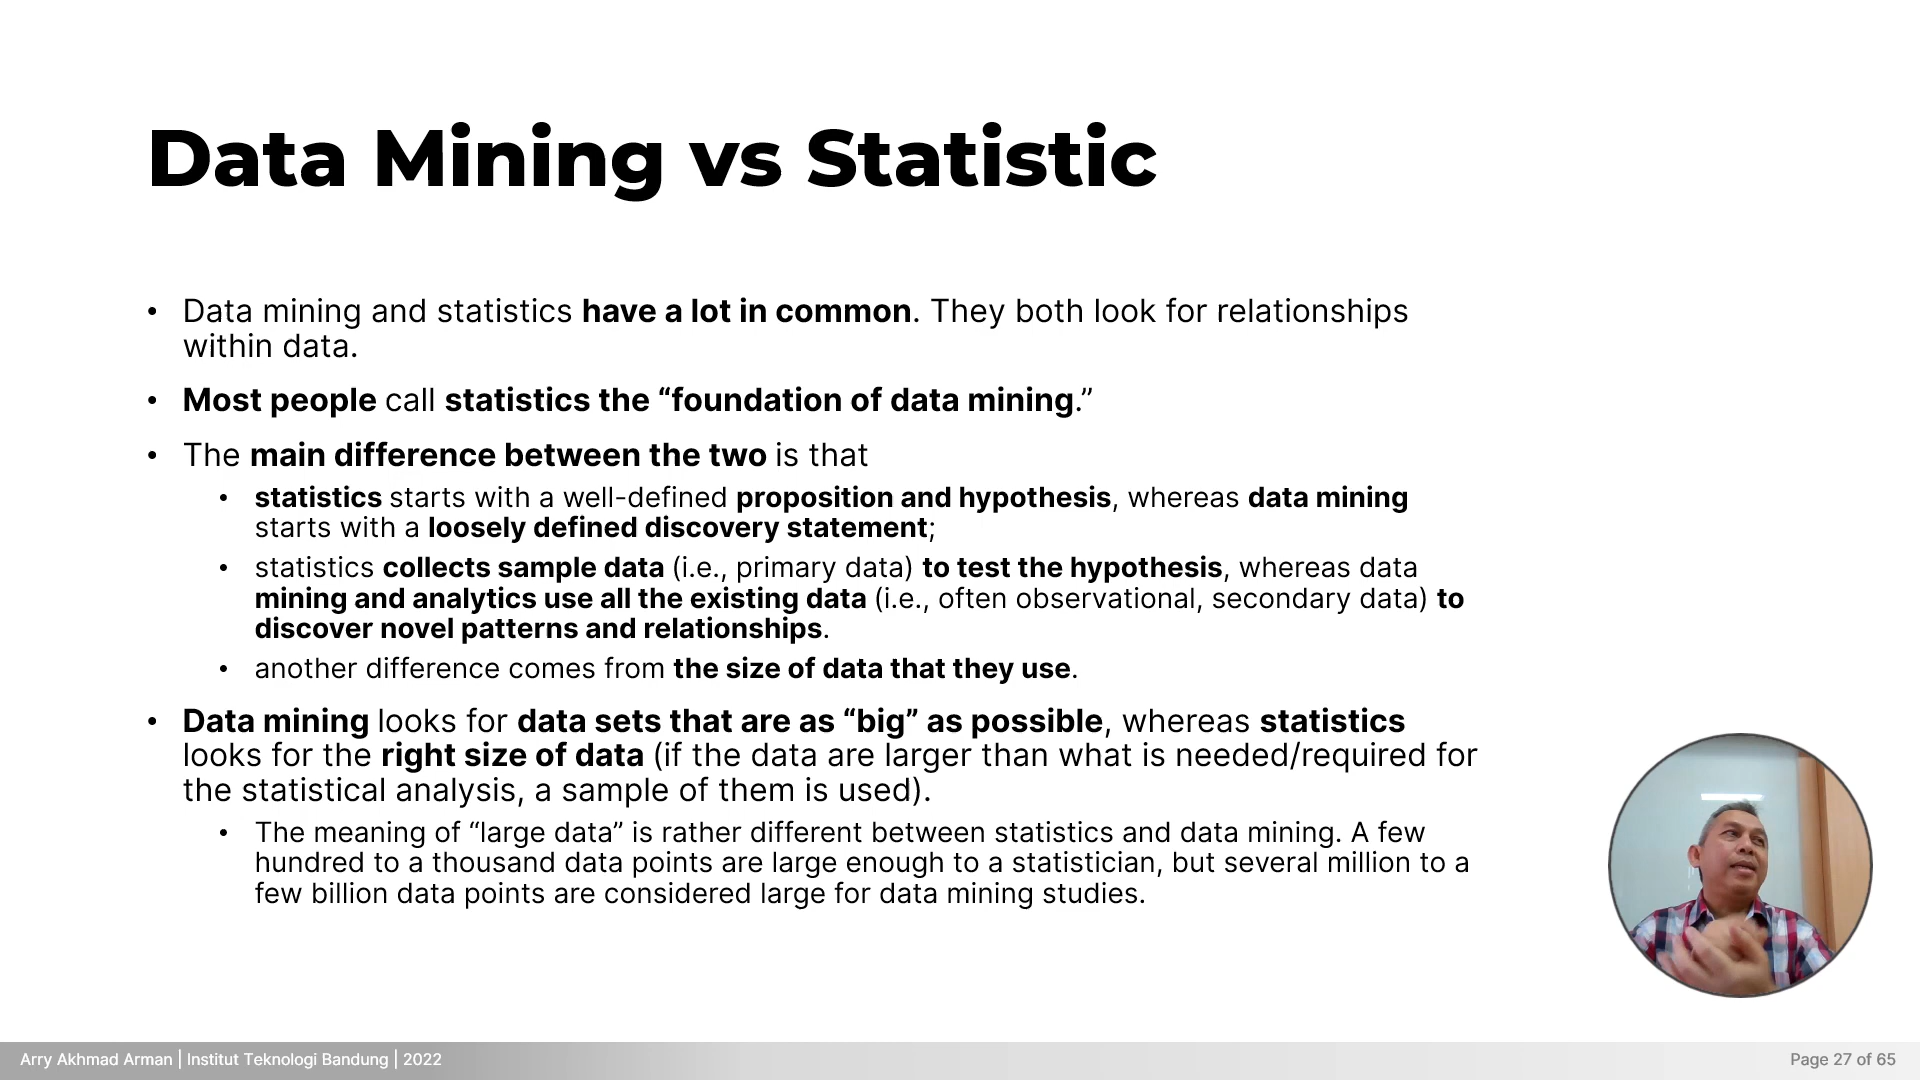 Data Mining vs Statistic
• Data mining and statistics have a lot in common. They both look for relationships
within data.
• Most people call statistics the “foundation of data mining.”
• The main difference between the two is that
• statistics starts with a well-defined proposition and hypothesis, whereas data mining
starts with a loosely defined discovery statement;
• statistics collects sample data (i.e., primary data) to test the hypothesis, whereas data
mining and analytics use all the existing data (i.e., often observational, secondary data) to
discover novel patterns and relationships.
• another difference comes from the size of data that they use.
• Data mining looks for data sets that are as “big” as possible, whereas statistics
looks for the right size of data (if the data are larger than what is needed/required for
the statistical analysis, a sample of them is used).
• The meaning of “large data” is rather different between statistics and data mining. A few
hundred to a thousand data points are large enough to a statistician, but several million to a
few billion data points are considered large for data mining studies.
Arry Akhmad Arman | Institut Teknologi Bandung | 2022
Page 27 of 65